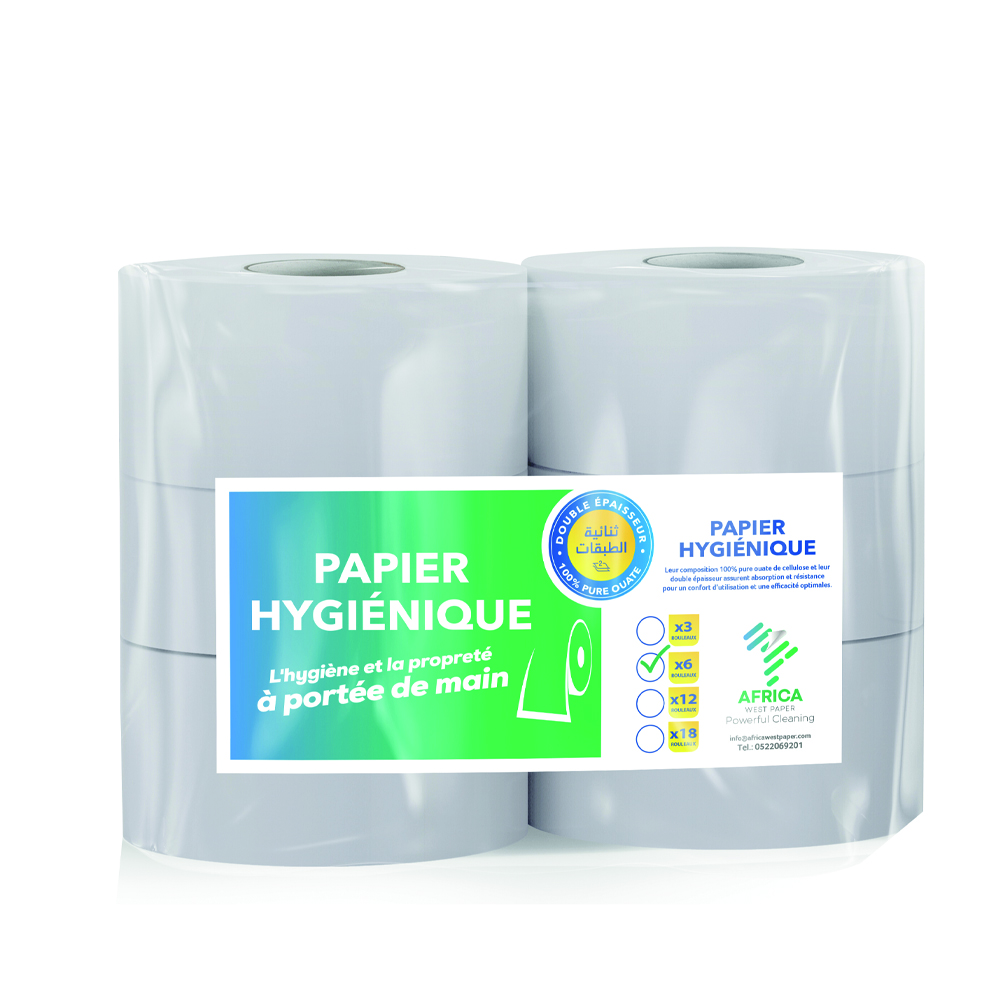 PAPIER
HYGIÉNIQUE
L'hygiène et la propreté
à portée de main
DOUBLE ÉPAISSEUR
ثنائية
الطبقات
2
100% PURE OUATE
PAPIER
HYGIÉNIQUE
Leur composition 100% pure ouate de cellulose et leur
double épaisseur assurent absorption et résistance
pour un confort d'utilisation et une efficacité optimales.
x3
ROULEAUX
x6
ROULEAUX
x12
ROULEAUX
x18
ROULEAUX
AFRICA
WEST PAPER
Powerful Cleaning
info@africawestpaper.com
Tel.: 0522069201